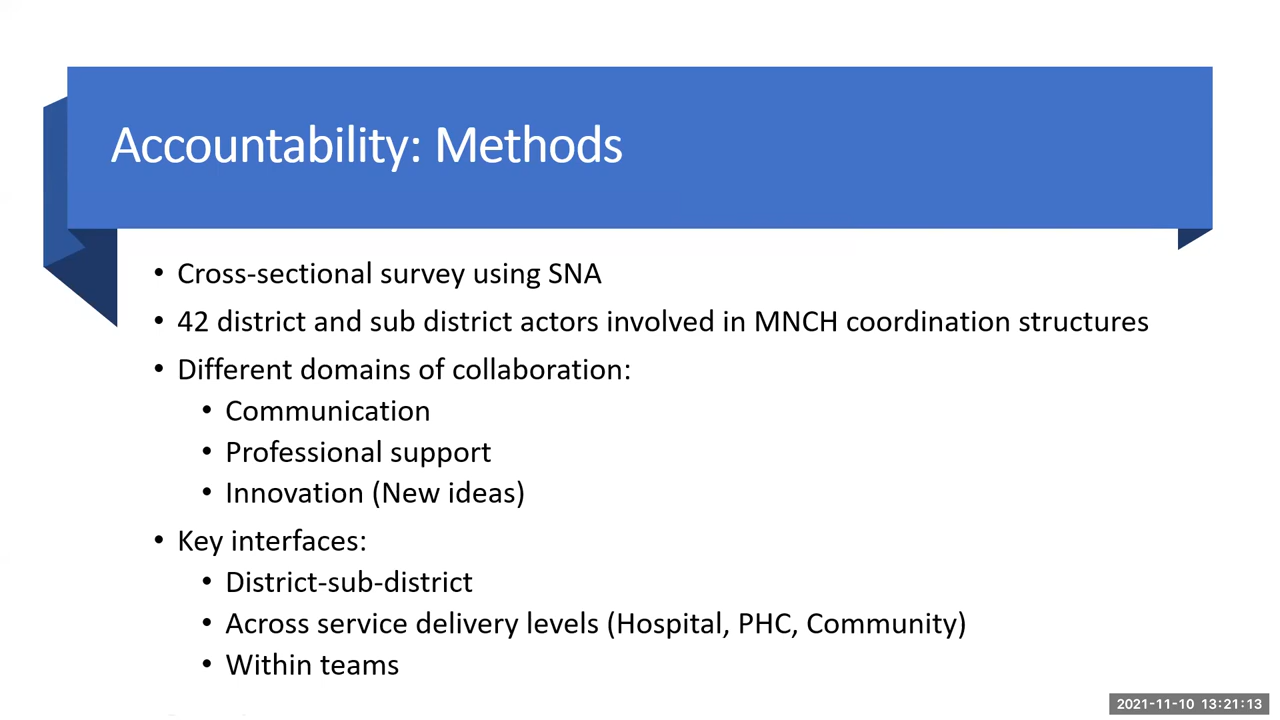 Accountability: Methods
• Cross-sectional survey using SNA
• 42 district and sub district actors involved in MNCH coordination structures
• Different domains of collaboration:
• Communication
• Professional support
• Innovation (New ideas)
• Key interfaces:
• District-sub-district
• Across service delivery levels (Hospital, PHC, Community)
• Within teams
2021-11-10 13:21:13